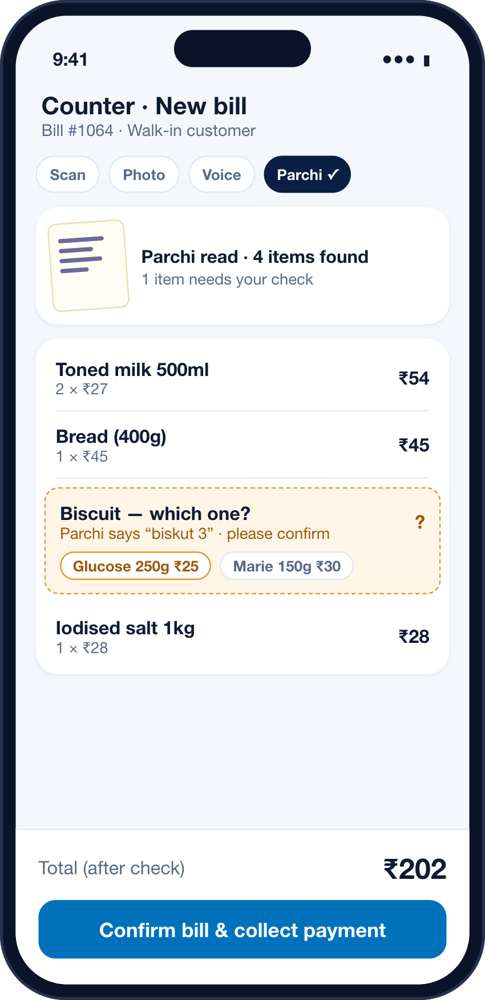 9:41
Counter · New bill
Bill #1064 · Walk-in customer
Scan Photo Voice Parchi ✓
Parchi read · 4 items found
1 item needs your check
Toned milk 500ml
2 × ₹27
₹54
Bread (400g)
1 × ₹45
₹45
Biscuit — which one?
Parchi says “biskut 3” · please confirm
?
Glucose 250g ₹25 Marie 150g ₹30
Iodised salt 1kg
1 × ₹28
₹28
Total (after check) ₹202
Confirm bill & collect payment